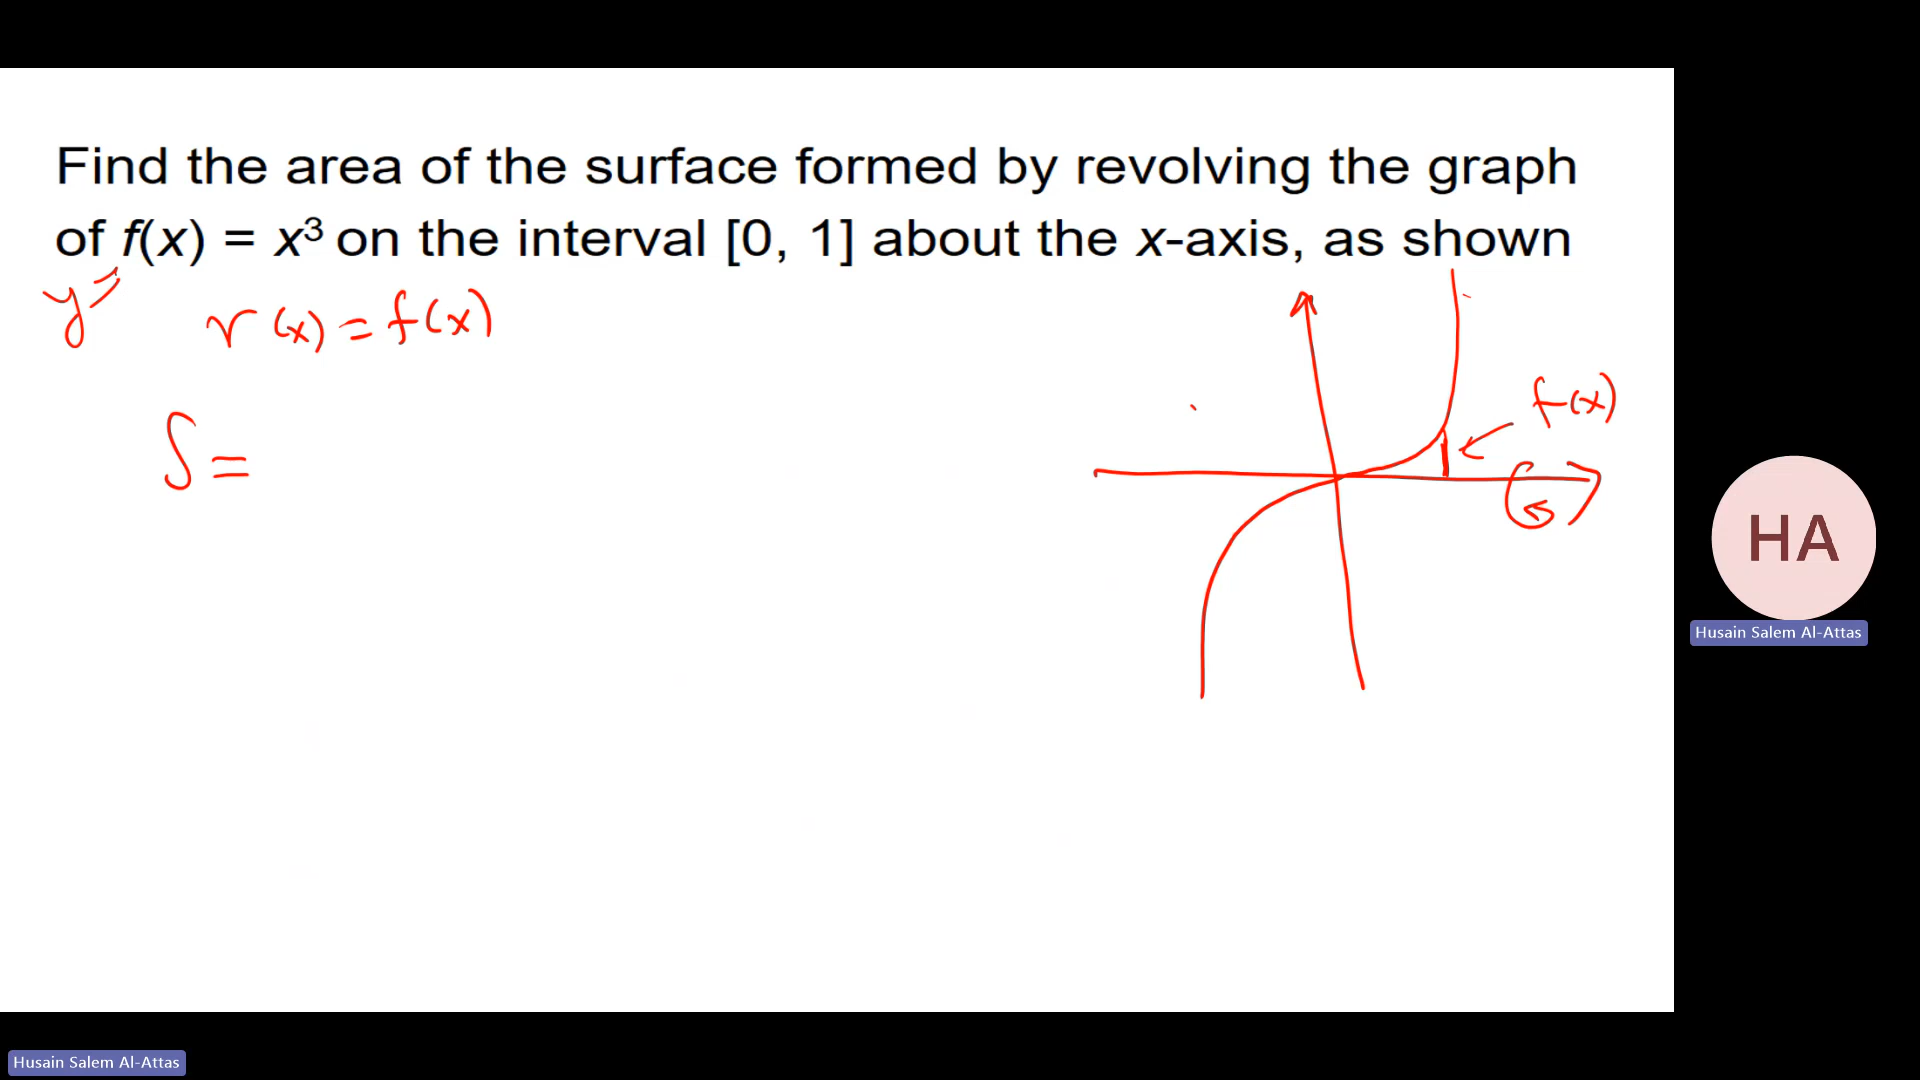 Find the area of the surface formed by revolving the graph
of f(x) = x³ on the interval [0, 1] about the x-axis, as shown
y=
r(x) = f(x)
f(x)
S =
HA
Husain Salem Al-Attas
Husain Salem Al-Attas